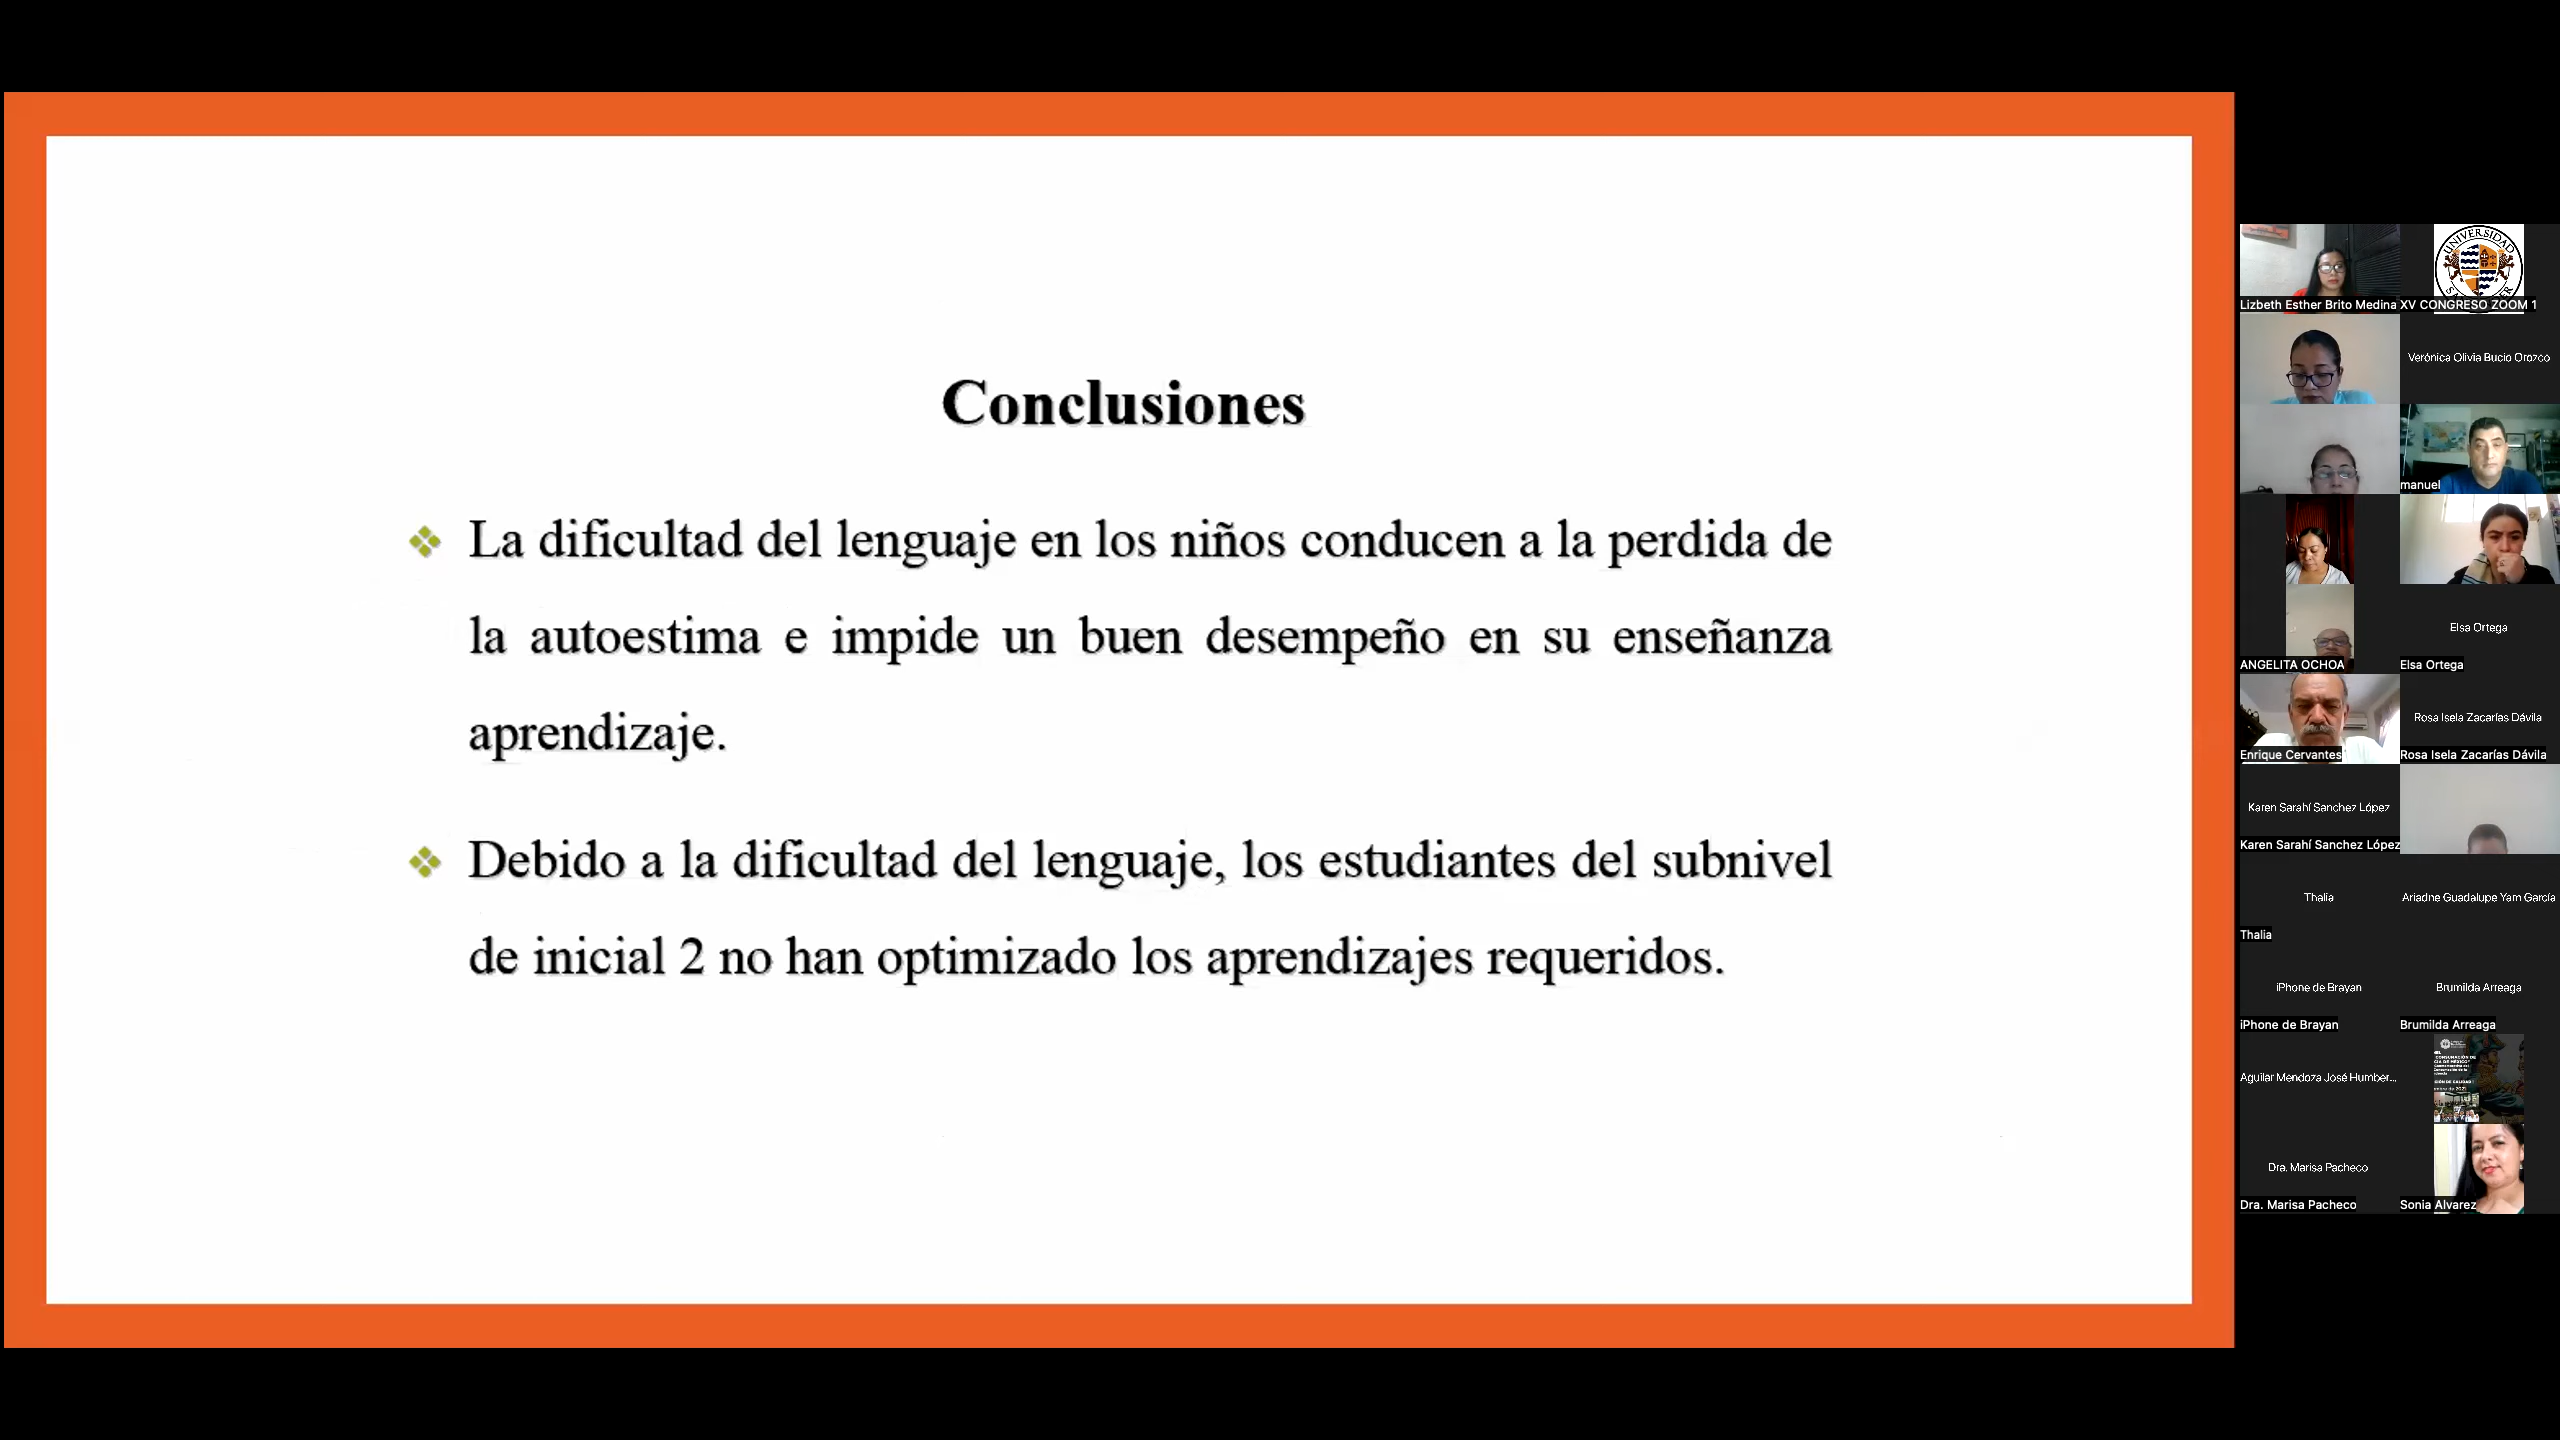 Conclusiones
La dificultad del lenguaje en los niños conducen a la perdida de
la autoestima e impide un buen desempeño en su enseñanza
aprendizaje.
Debido a la dificultad del lenguaje, los estudiantes del subnivel
de inicial 2 no han optimizado los aprendizajes requeridos.
UNIVERSIDAD
Lizbeth Esther Brito Medina
XV CONGRESO ZOOM 1
Verónica Olivia Bucio Orozco
manuel
ANGELITA OCHOA
Elsa Ortega
Elsa Ortega
Enrique Cervantes
Rosa Isela Zacarías Dávila
Rosa Isela Zacarías Dávila
Karen Sarahí Sanchez López
Karen Sarahí Sanchez López
Thalia
Thalia
Ariadne Guadalupe Yam García
iPhone de Brayan
iPhone de Brayan
Brumilda Arreaga
Brumilda Arreaga
Aguilar Mendoza José Humber...
Dra. Marisa Pacheco
Dra. Marisa Pacheco
Sonia Alvarez